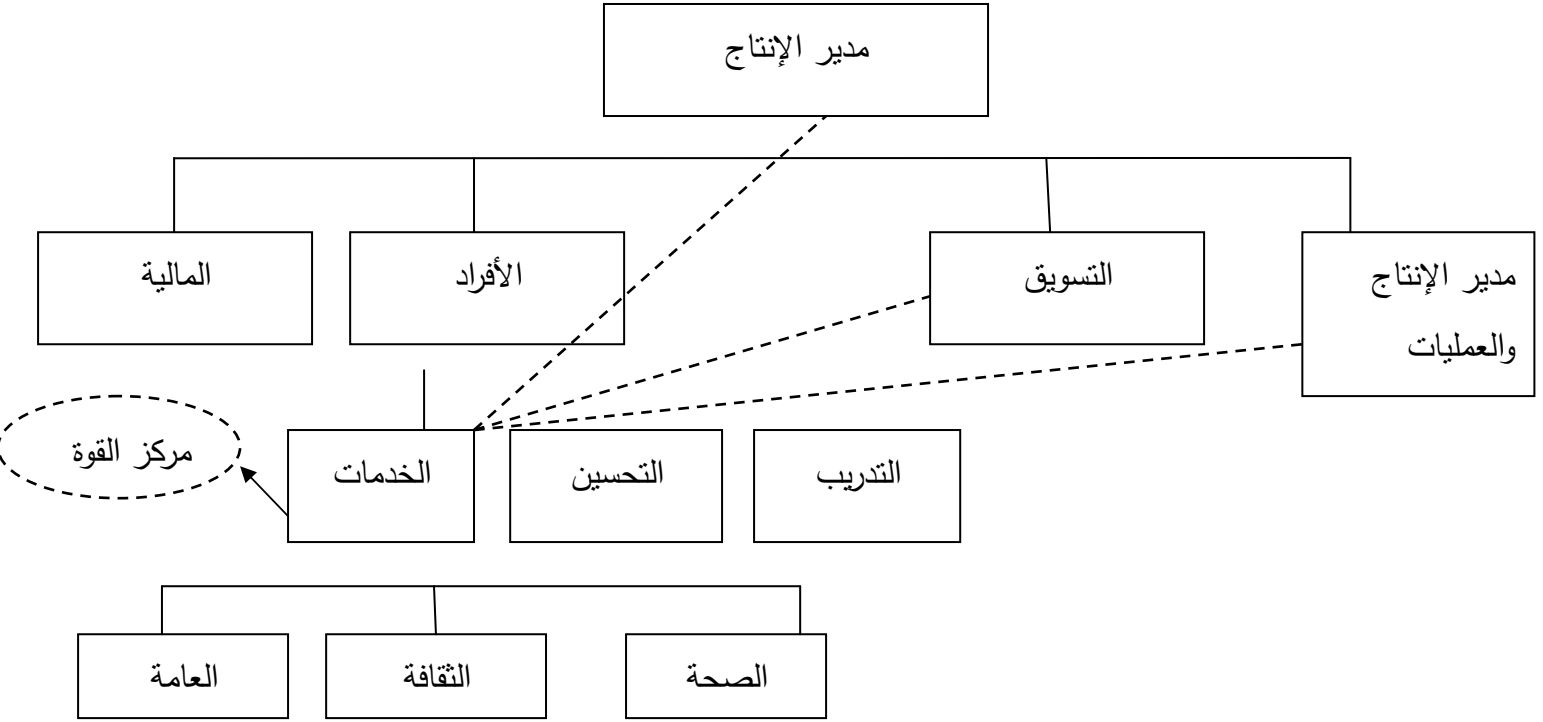 مدير الإنتاج
مدير الإنتاج
والعمليات
التسويق
الأفراد
المالية
التدريب
التحسين
الخدمات
مركز القوة
الصحة
الثقافة
العامة